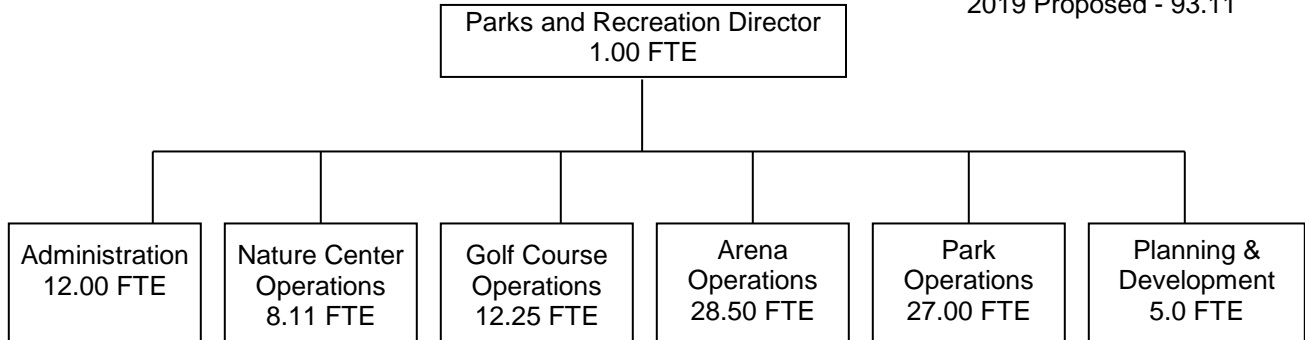 2019 Proposed - 93.11
Parks and Recreation Director
1.00 FTE
Administration
12.00 FTE
Nature Center
Operations
8.11 FTE
Golf Course
Operations
12.25 FTE
Arena
Operations
28.50 FTE
Park
Operations
27.00 FTE
Planning &
Development
5.0 FTE